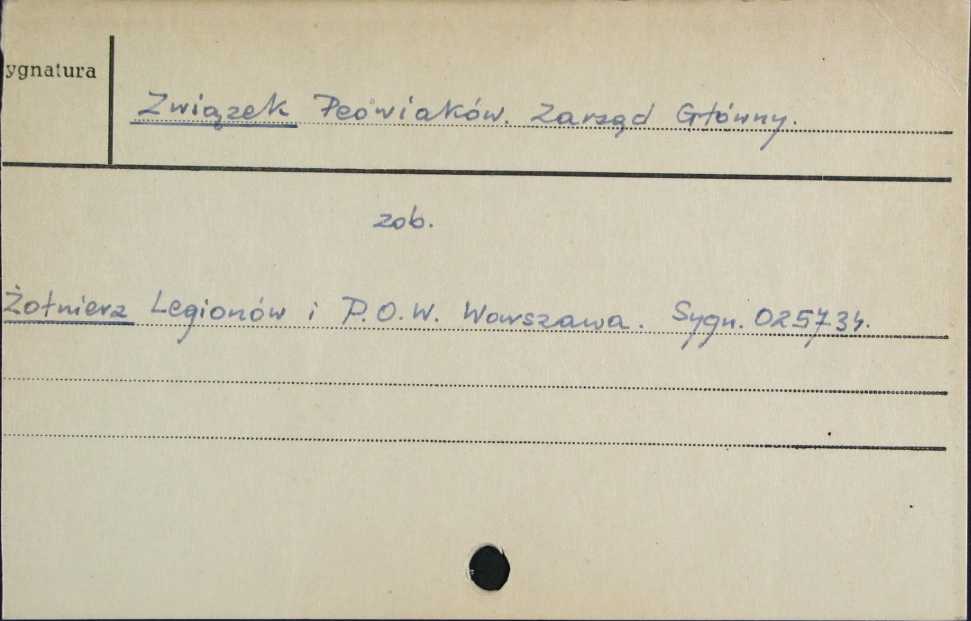 ygnatura
Związek Peowiaków. Zarząd Główny.
zob.
Żołnierz Legionów i P.O.W. Warszawa. Sygn. 025734.